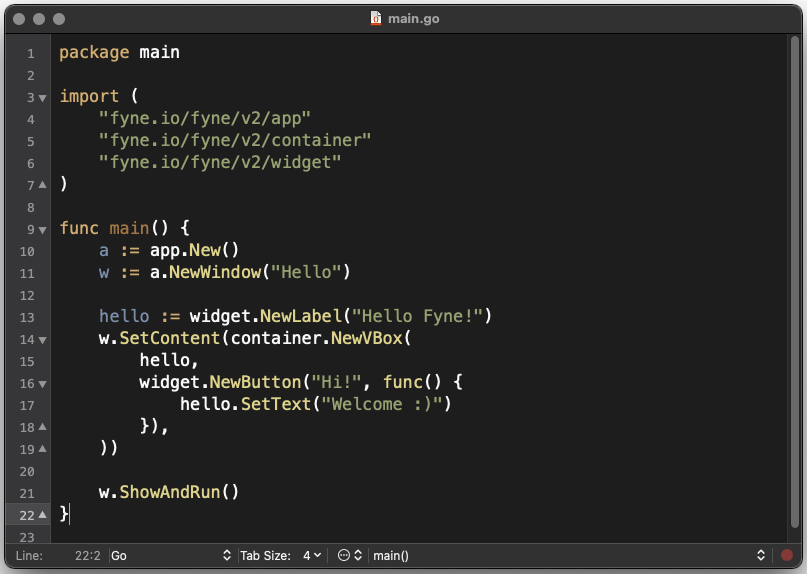 main.go
1 package main
2
3 import (
4     "fyne.io/fyne/v2/app"
5     "fyne.io/fyne/v2/container"
6     "fyne.io/fyne/v2/widget"
7 )
8
9 func main() {
10     a := app.New()
11     w := a.NewWindow("Hello")
12
13     hello := widget.NewLabel("Hello Fyne!")
14     w.SetContent(container.NewVBox(
15         hello,
16         widget.NewButton("Hi!", func() {
17             hello.SetText("Welcome :)")
18         }),
19     ))
20
21     w.ShowAndRun()
22 }
23
Line: 22:2 Go Tab Size: 4 main()